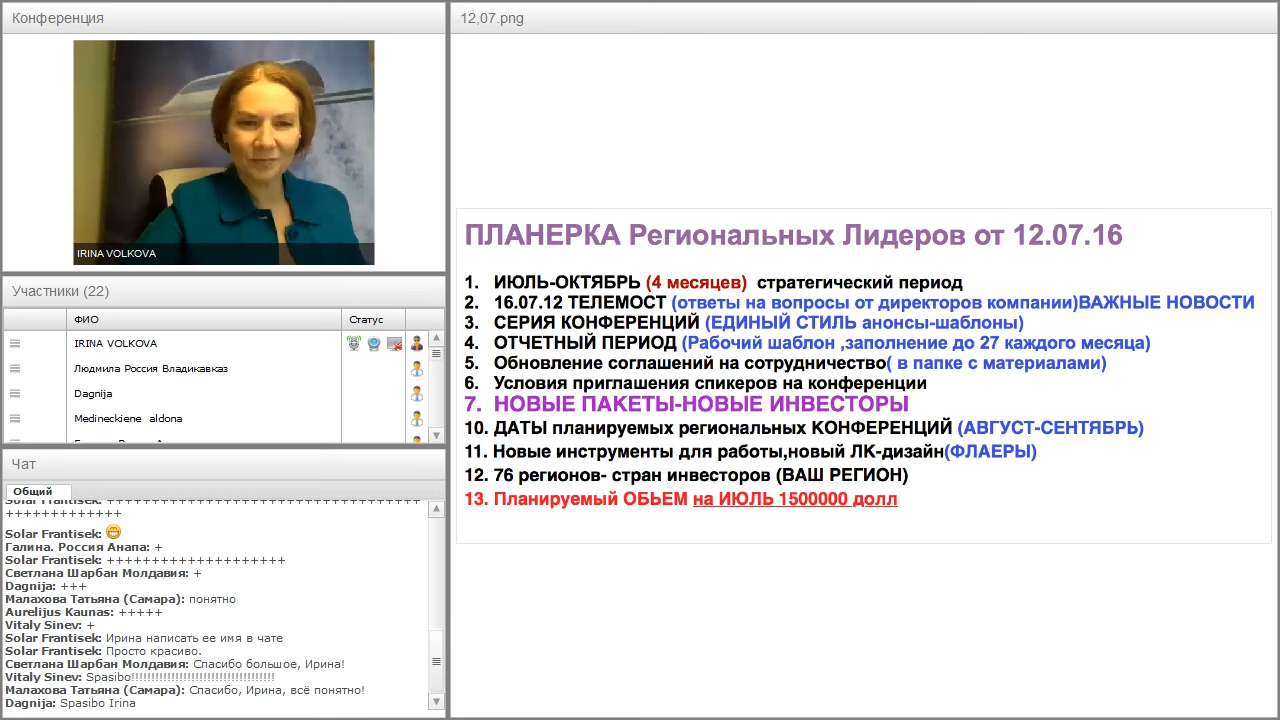 Конференция
IRINA VOLKOVA
Участники (22)
ФИО
Статус
IRINA VOLKOVA
Людмила Россия Владикавказ
Dagnija
Medineckiene aldona
Чат
Общий
Solar Frantisek:
+++++++++++++
Solar Frantisek:
Галина. Россия Анапа: +
Solar Frantisek: ++++++++++++++++++++
Светлана Шарбан Молдавия: +
Dagnija: +++
Малахова Татьяна (Самара): понятно
Aurelijus Kaunas: +++++
Vitaly Sinev: +
Solar Frantisek: Ирина написать ее имя в чате
Solar Frantisek: Просто красиво.
Светлана Шарбан Молдавия: Спасибо большое, Ирина!
Vitaly Sinev: Spasibo!!!!!!!!!!!!!!!!!!!!!!!!!!!!!!!!!!!!
Малахова Татьяна (Самара): Спасибо, Ирина, всё понятно!
Dagnija: Spasibo Irina
12,07.png
ПЛАНЕРКА Региональных Лидеров от 12.07.16
1. ИЮЛЬ-ОКТЯБРЬ (4 месяцев) стратегический период
2. 16.07.12 ТЕЛЕМОСТ (ответы на вопросы от директоров компании)ВАЖНЫЕ НОВОСТИ
3. СЕРИЯ КОНФЕРЕНЦИЙ (ЕДИНЫЙ СТИЛЬ анонсы-шаблоны)
4. ОТЧЕТНЫЙ ПЕРИОД (Рабочий шаблон ,заполнение до 27 каждого месяца)
5. Обновление соглашений на сотрудничество( в папке с материалами)
6. Условия приглашения спикеров на конференции
7. НОВЫЕ ПАКЕТЫ-НОВЫЕ ИНВЕСТОРЫ
10. ДАТЫ планируемых региональных КОНФЕРЕНЦИЙ (АВГУСТ-СЕНТЯБРЬ)
11. Новые инструменты для работы,новый ЛК-дизайн(ФЛАЕРЫ)
12. 76 регионов- стран инвесторов (ВАШ РЕГИОН)
13. Планируемый ОБЬЕМ на ИЮЛЬ 1500000 долл